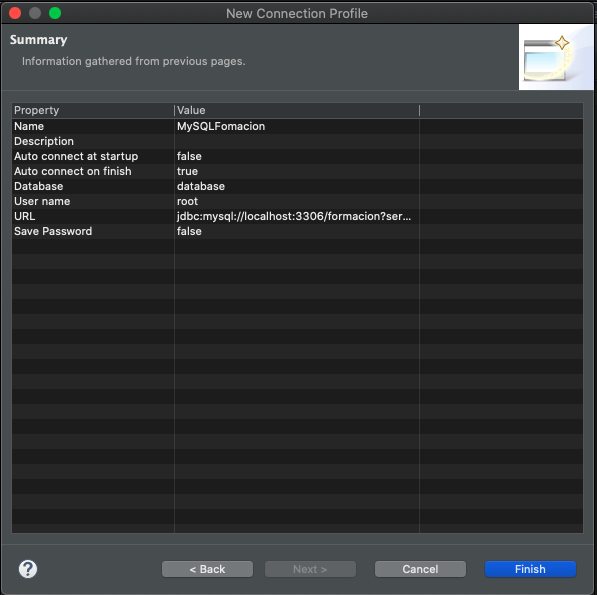 New Connection Profile
Summary
Information gathered from previous pages.
Property Value
Name MySQLFomacion
Description
Auto connect at startup false
Auto connect on finish true
Database database
User name root
URL jdbc:mysql://localhost:3306/formacion?ser...
Save Password false
?
< Back Next > Cancel Finish